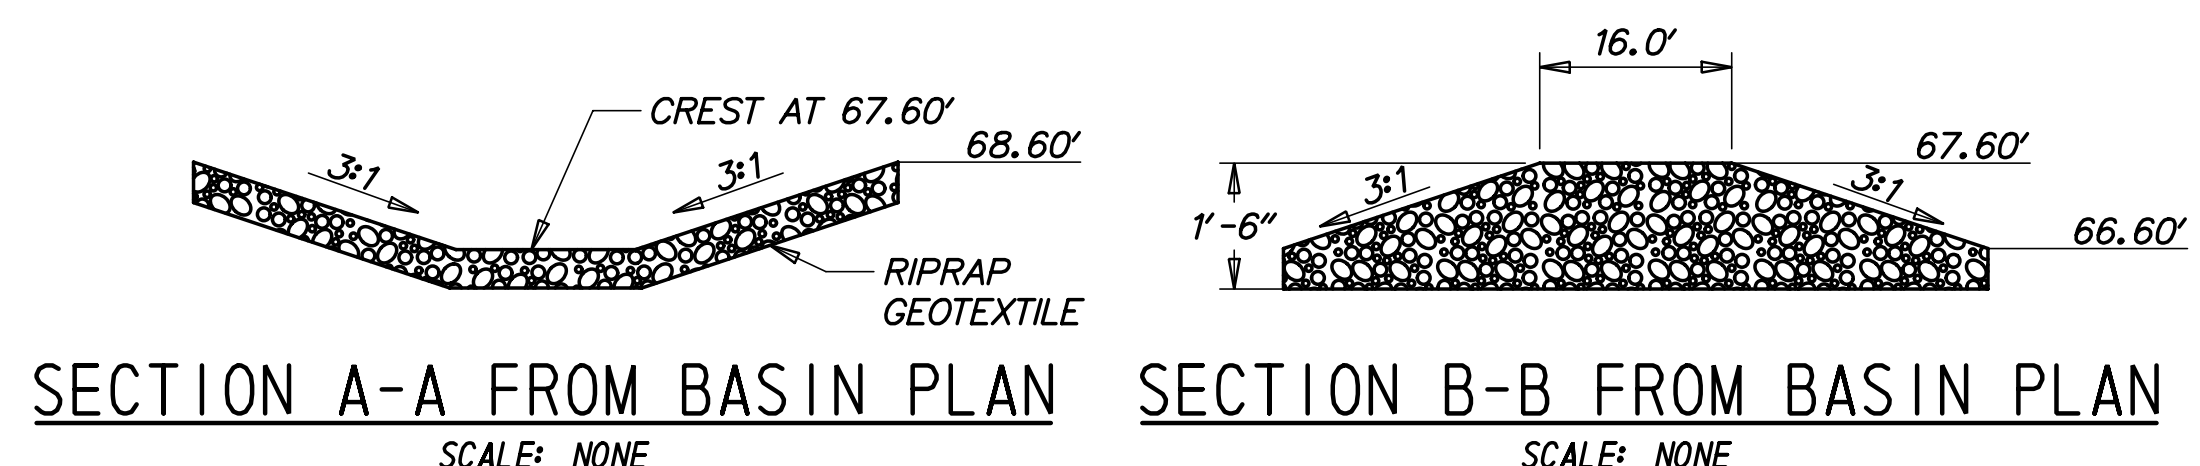 CREST AT 67.60'
68.60'
3:1
3:1
RIPRAP
GEOTEXTILE
SECTION A-A FROM BASIN PLAN
SCALE: NONE
16.0'
67.60'
3:1
3:1
1'-6"
66.60'
SECTION B-B FROM BASIN PLAN
SCALE: NONE